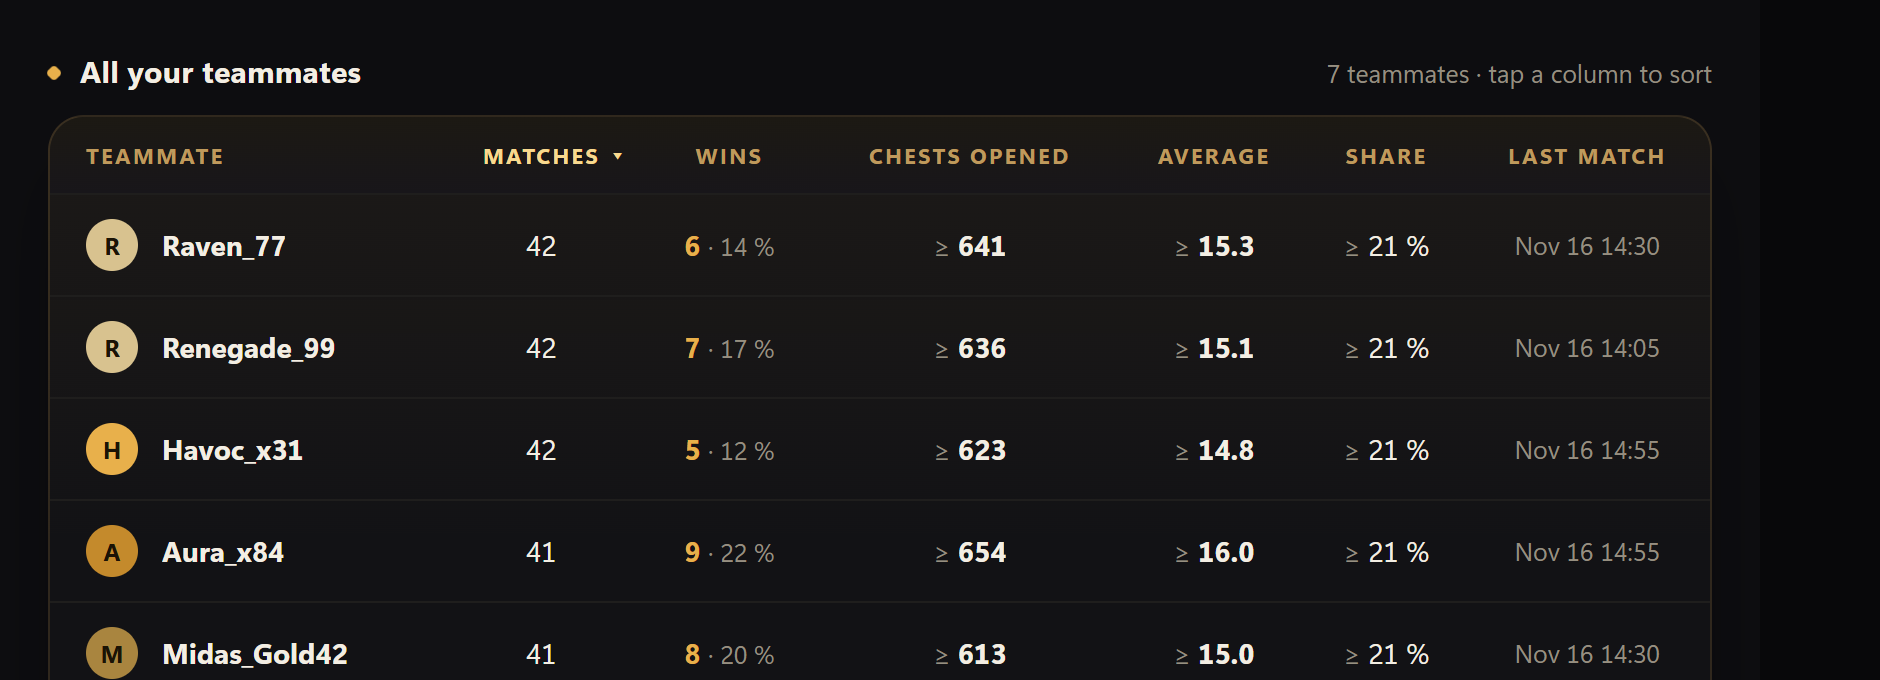 All your teammates 7 teammates · tap a column to sort
TEAMMATE MATCHES ▼ WINS CHESTS OPENED AVERAGE SHARE LAST MATCH
R Raven_77 42 6 · 14 % ≥ 641 ≥ 15.3 ≥ 21 % Nov 16 14:30
R Renegade_99 42 7 · 17 % ≥ 636 ≥ 15.1 ≥ 21 % Nov 16 14:05
H Havoc_x31 42 5 · 12 % ≥ 623 ≥ 14.8 ≥ 21 % Nov 16 14:55
A Aura_x84 41 9 · 22 % ≥ 654 ≥ 16.0 ≥ 21 % Nov 16 14:55
M Midas_Gold42 41 8 · 20 % ≥ 613 ≥ 15.0 ≥ 21 % Nov 16 14:30